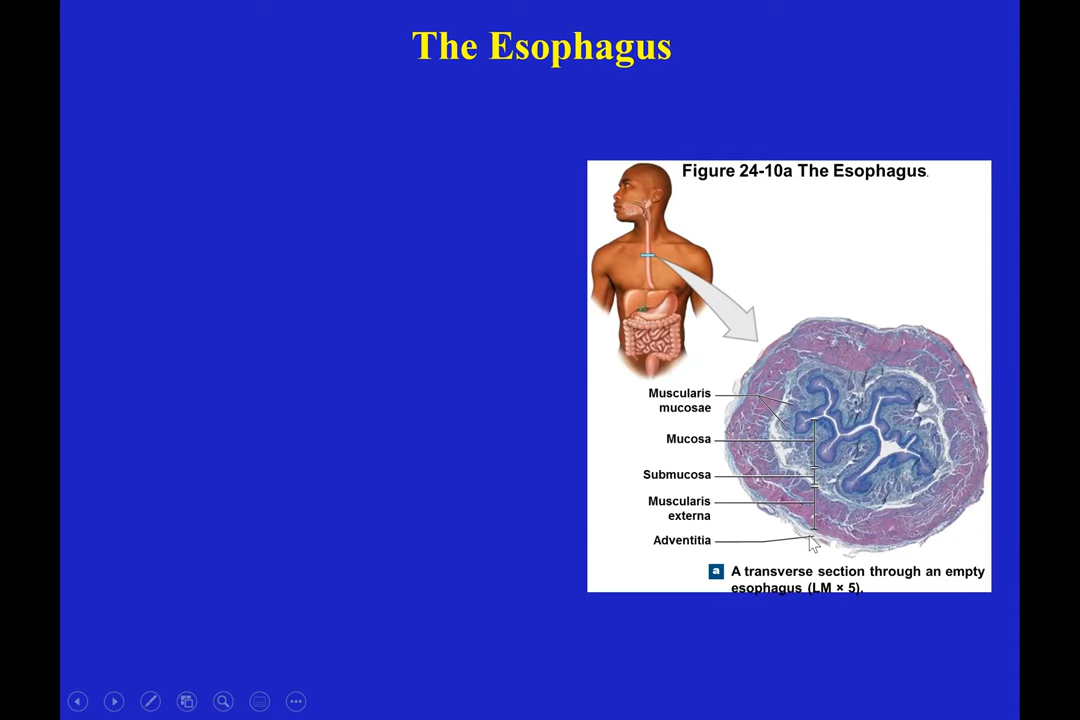 The Esophagus
Figure 24-10a The Esophagus.
Muscularis
mucosae
Mucosa
Submucosa
Muscularis
externa
Adventitia
a A transverse section through an empty
esophagus (LM × 5).